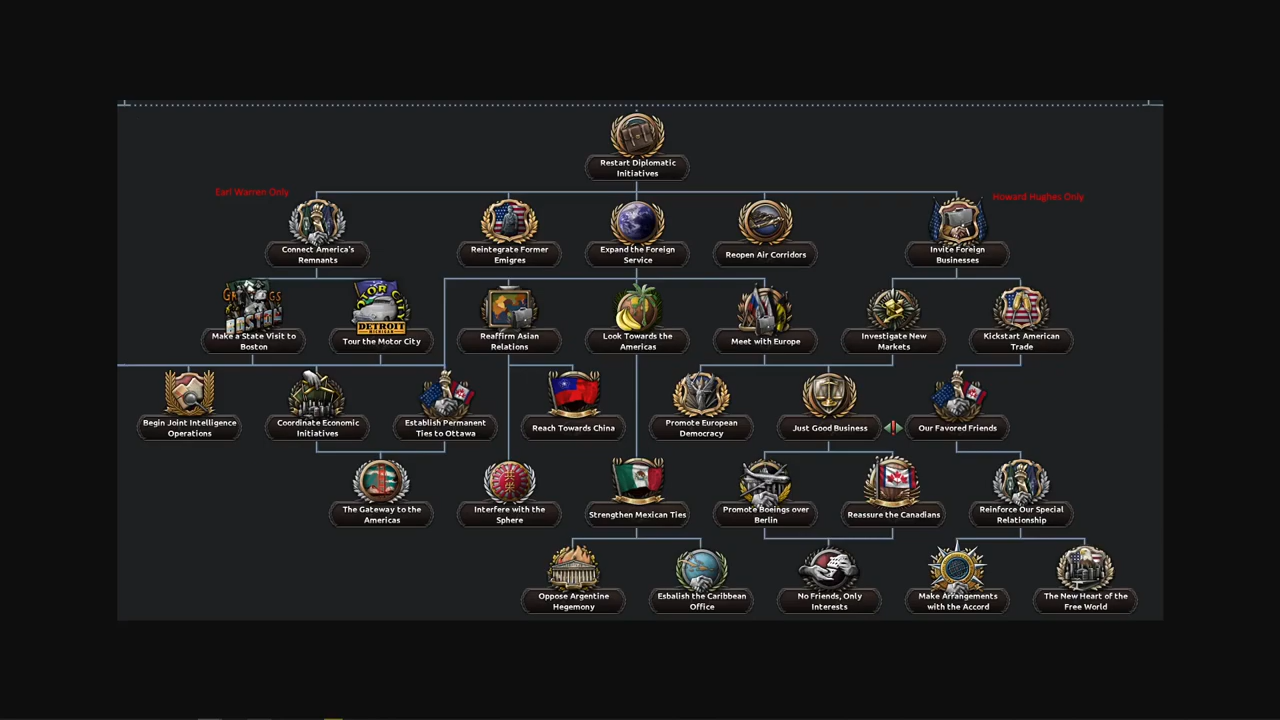 Restart Diplomatic
Initiatives
Earl Warren Only
Howard Hughes Only
Connect America's
Remnants
Reintegrate Former
Emigres
Expand the Foreign
Service
Reopen Air Corridors
Invite Foreign
Businesses
BOSTON
MOTOR CITY
DETROIT
Make a State Visit to
Boston
Tour the Motor City
Reaffirm Asian
Relations
Look Towards the
Americas
Meet with Europe
Investigate New
Markets
Kickstart American
Trade
Begin Joint Intelligence
Operations
Coordinate Economic
Initiatives
Establish Permanent
Ties to Ottawa
Reach Towards China
Promote European
Democracy
Just Good Business
Our Favored Friends
The Gateway to the
Americas
Interfere with the
Sphere
Strengthen Mexican Ties
Promote Boeings over
Berlin
Reassure the Canadians
Reinforce Our Special
Relationship
Oppose Argentine
Hegemony
Esbalish the Caribbean
Office
No Friends, Only
Interests
Make Arrangements
with the Accord
The New Heart of the
Free World